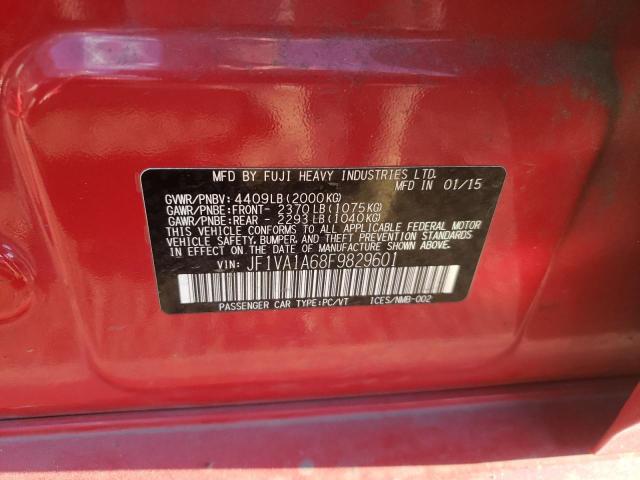 MFD BY FUJI HEAVY INDUSTRIES LTD.
MFD IN 01/15
GVWR/PNBV: 4409LB (2000KG)
GAWR/PNBE:FRONT- 2370LB(1075KG)
GAWR/PNBE:REAR - 2293LB(1040KG)
THIS VEHICLE CONFORMS TO ALL APPLICABLE FEDERAL MOTOR
VEHICLE SAFETY, BUMPER, AND THEFT PREVENTION STANDARDS
IN EFFECT ON THE DATE OF MANUFACTURE SHOWN ABOVE.
VIN: JF1VA1A68F9829601
PASSENGER CAR TYPE:PC/VT ICES/NMB-002